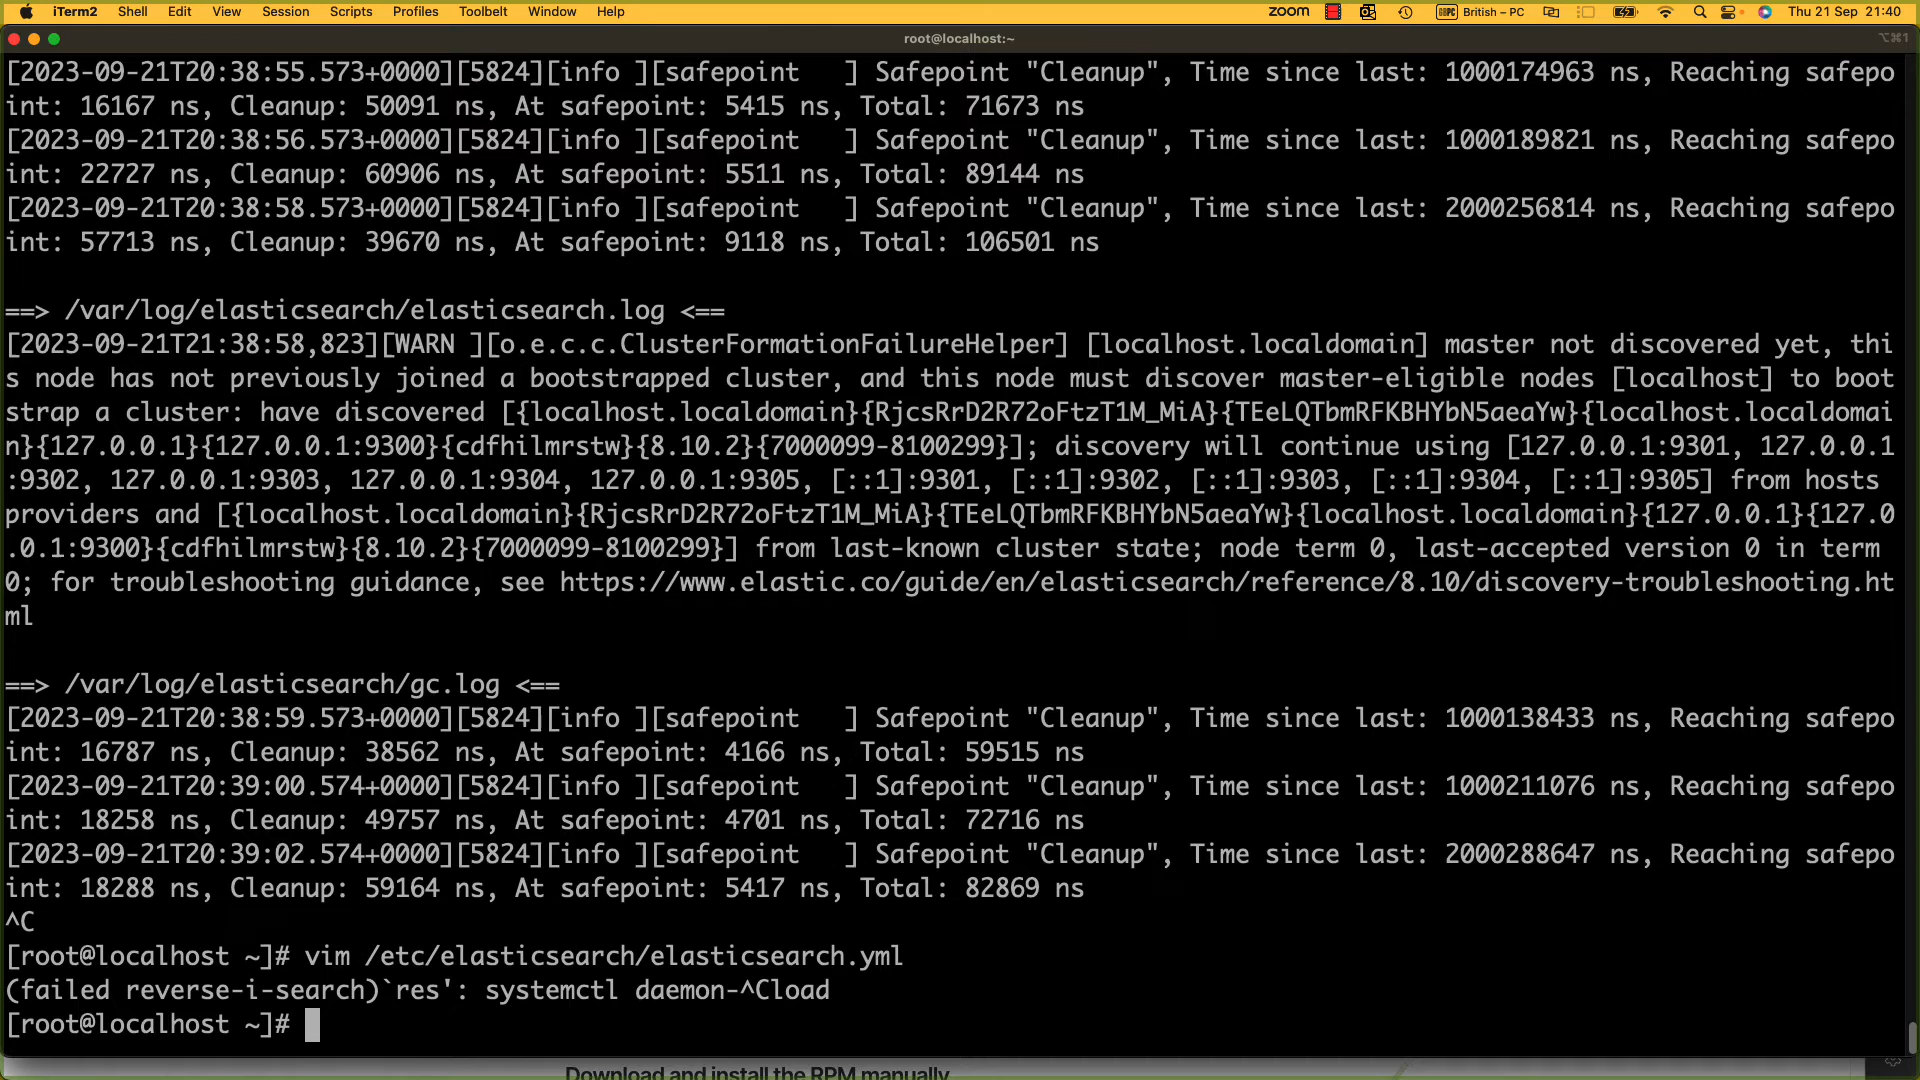 iTerm2 Shell Edit View Session Scripts Profiles Toolbelt Window Help zoom British – PC Thu 21 Sep 21:40
root@localhost:~ ⌥⌘1
[2023-09-21T20:38:55.573+0000][5824][info ][safepoint   ] Safepoint "Cleanup", Time since last: 1000174963 ns, Reaching safepo
int: 16167 ns, Cleanup: 50091 ns, At safepoint: 5415 ns, Total: 71673 ns
[2023-09-21T20:38:56.573+0000][5824][info ][safepoint   ] Safepoint "Cleanup", Time since last: 1000189821 ns, Reaching safepo
int: 22727 ns, Cleanup: 60906 ns, At safepoint: 5511 ns, Total: 89144 ns
[2023-09-21T20:38:58.573+0000][5824][info ][safepoint   ] Safepoint "Cleanup", Time since last: 2000256814 ns, Reaching safepo
int: 57713 ns, Cleanup: 39670 ns, At safepoint: 9118 ns, Total: 106501 ns
==> /var/log/elasticsearch/elasticsearch.log <==
[2023-09-21T21:38:58,823][WARN ][o.e.c.c.ClusterFormationFailureHelper] [localhost.localdomain] master not discovered yet, thi
s node has not previously joined a bootstrapped cluster, and this node must discover master-eligible nodes [localhost] to boot
strap a cluster: have discovered [{localhost.localdomain}{RjcsRrD2R72oFtzT1M_MiA}{TEeLQTbmRFKBHYbN5aeaYw}{localhost.localdomai
n}{127.0.0.1}{127.0.0.1:9300}{cdfhilmrstw}{8.10.2}{7000099-8100299}]; discovery will continue using [127.0.0.1:9301, 127.0.0.1
:9302, 127.0.0.1:9303, 127.0.0.1:9304, 127.0.0.1:9305, [::1]:9301, [::1]:9302, [::1]:9303, [::1]:9304, [::1]:9305] from hosts
providers and [{localhost.localdomain}{RjcsRrD2R72oFtzT1M_MiA}{TEeLQTbmRFKBHYbN5aeaYw}{localhost.localdomain}{127.0.0.1}{127.0
.0.1:9300}{cdfhilmrstw}{8.10.2}{7000099-8100299}] from last-known cluster state; node term 0, last-accepted version 0 in term
0; for troubleshooting guidance, see https://www.elastic.co/guide/en/elasticsearch/reference/8.10/discovery-troubleshooting.ht
ml
==> /var/log/elasticsearch/gc.log <==
[2023-09-21T20:38:59.573+0000][5824][info ][safepoint   ] Safepoint "Cleanup", Time since last: 1000138433 ns, Reaching safepo
int: 16787 ns, Cleanup: 38562 ns, At safepoint: 4166 ns, Total: 59515 ns
[2023-09-21T20:39:00.574+0000][5824][info ][safepoint   ] Safepoint "Cleanup", Time since last: 1000211076 ns, Reaching safepo
int: 18258 ns, Cleanup: 49757 ns, At safepoint: 4701 ns, Total: 72716 ns
[2023-09-21T20:39:02.574+0000][5824][info ][safepoint   ] Safepoint "Cleanup", Time since last: 2000288647 ns, Reaching safepo
int: 18288 ns, Cleanup: 59164 ns, At safepoint: 5417 ns, Total: 82869 ns
^C
[root@localhost ~]# vim /etc/elasticsearch/elasticsearch.yml
(failed reverse-i-search)`res': systemctl daemon-^Cload
[root@localhost ~]#
Download and install the RPM manually